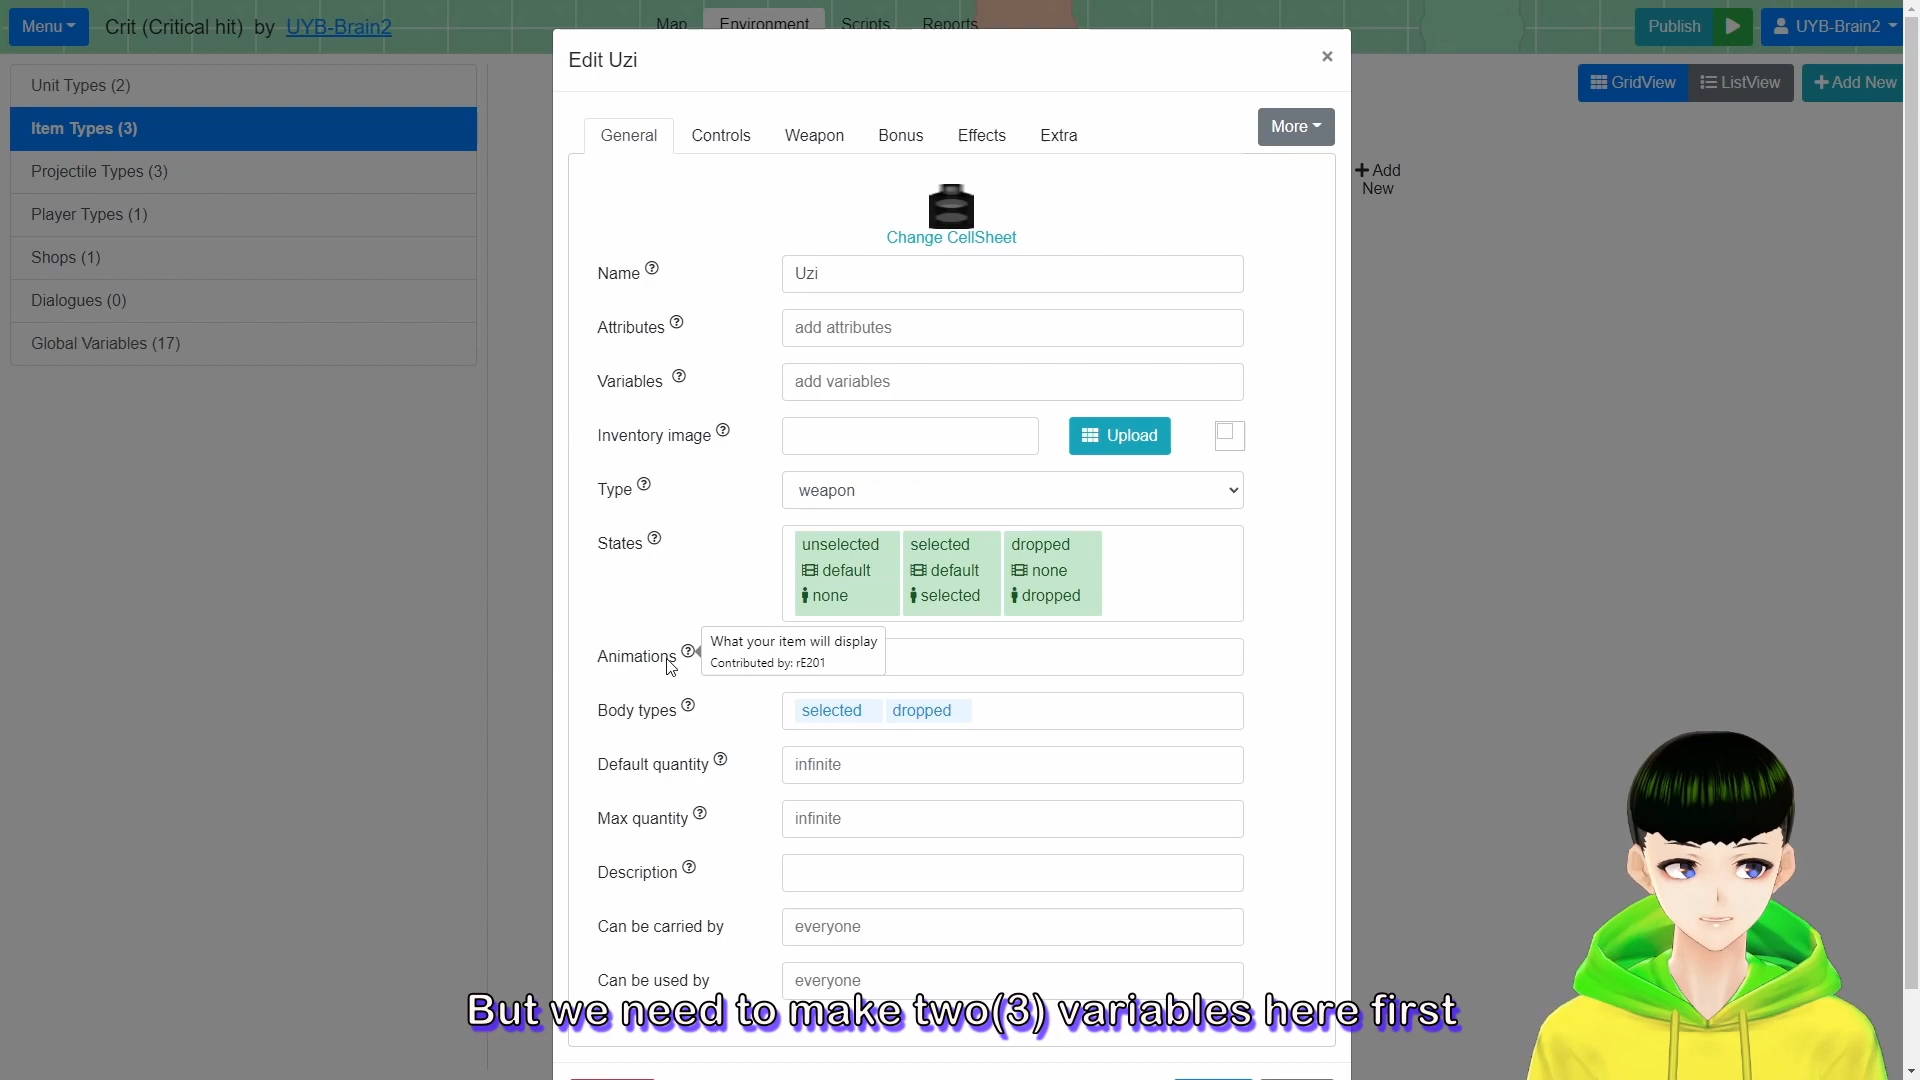 Menu
Crit (Critical hit) by UYB-Brain2
Map
Environment
Scripts
Reports
Publish
UYB-Brain2
Unit Types (2)
Item Types (3)
Projectile Types (3)
Player Types (1)
Shops (1)
Dialogues (0)
Global Variables (17)
GridView
ListView
Add New
Add
New
Edit Uzi
×
General
Controls
Weapon
Bonus
Effects
Extra
More
Change CellSheet
Name
Uzi
Attributes
add attributes
Variables
add variables
Inventory image
Upload
Type
weapon
States
unselected selected dropped
default default none
none selected dropped
Animations
What your item will display
Contributed by: rE201
Body types
selected dropped
Default quantity
infinite
Max quantity
infinite
Description
Can be carried by
everyone
Can be used by
everyone
But we need to make two(3) variables here first